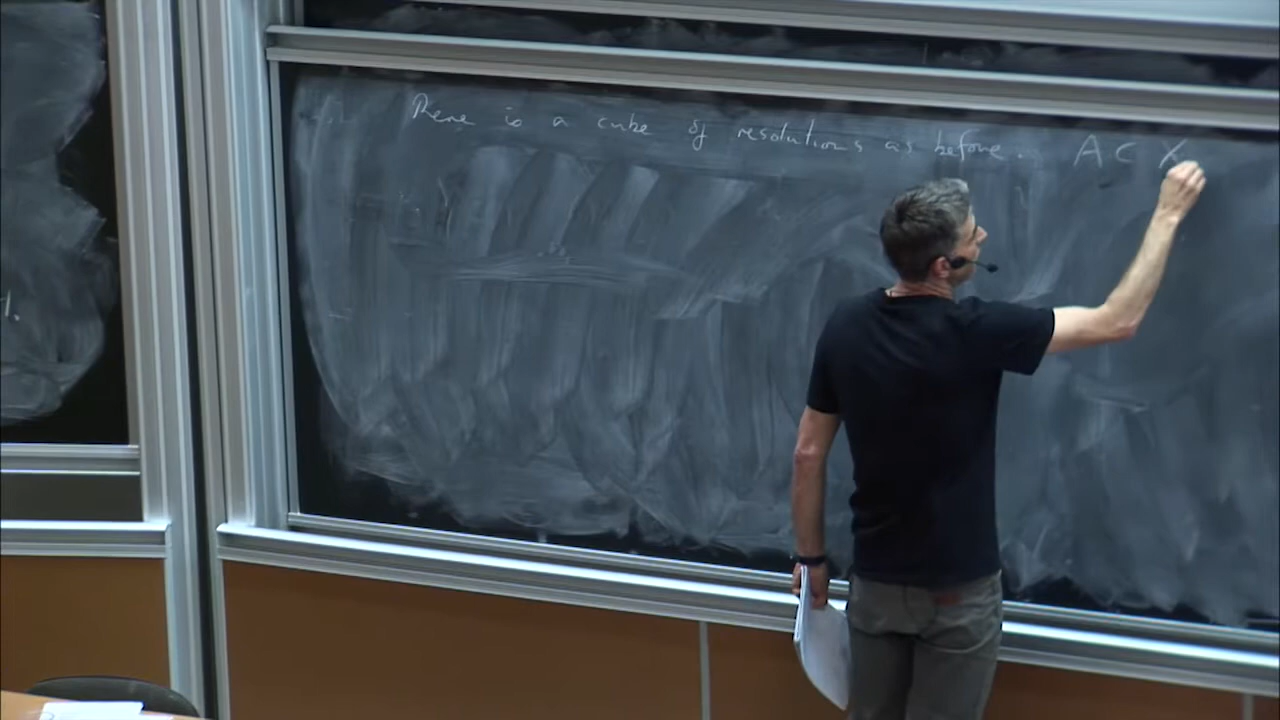 There is a cube of resolutions as before. A ⊂ X